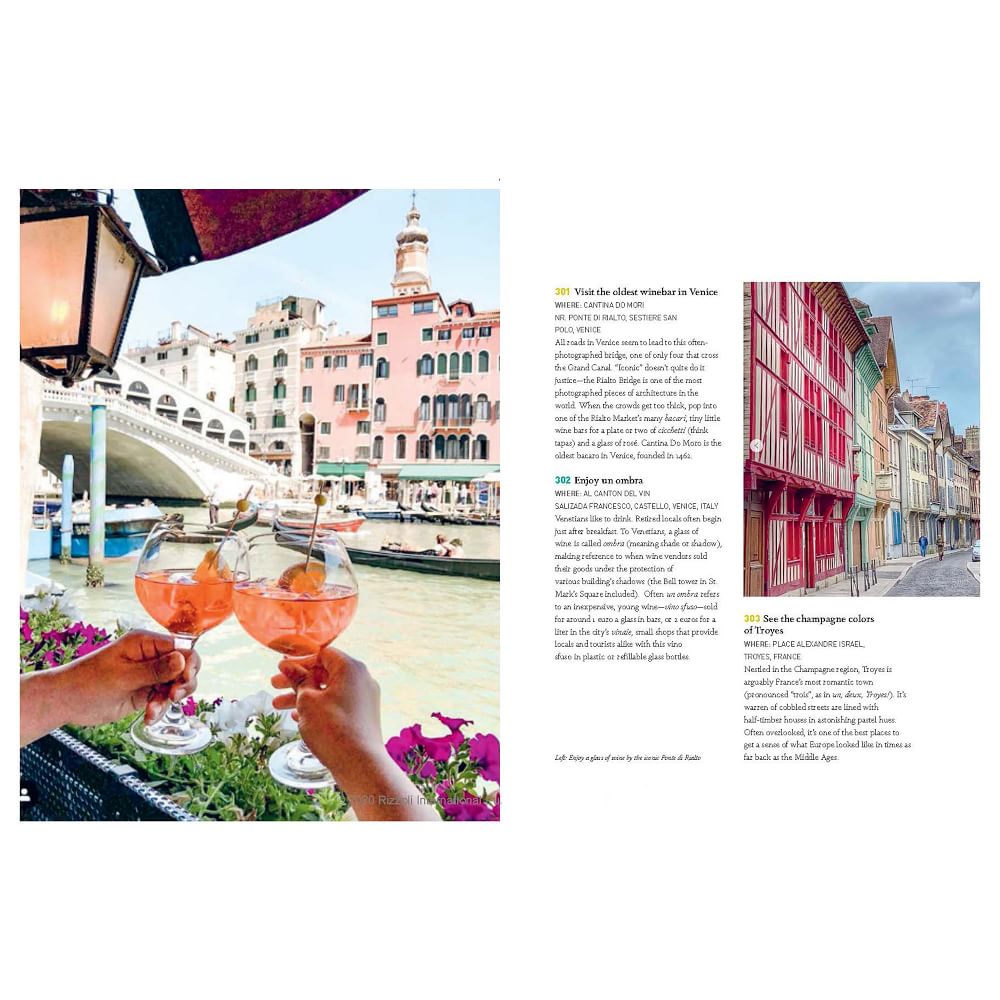 301 Visit the oldest winebar in Venice
WHERE: CANTINA DO MORI
NR. PONTE DI RIALTO, SESTIERE SAN
POLO, VENICE
All roads in Venice seem to lead to this often-
photographed bridge, one of only four that cross
the Grand Canal. "Iconic" doesn't quite do it
justice—the Rialto Bridge is one of the most
photographed pieces of architecture in the
world. When the crowds get too thick, pop into
one of the Rialto Market's many bacari, tiny little
wine bars for a plate or two of cicchetti (think
tapas) and a glass of rosé. Cantina Do Mori is the
oldest bacaro in Venice, founded in 1462.
302 Enjoy un ombra
WHERE: AL CANTON DEL VIN
SALIZADA FRANCESCO, CASTELLO, VENICE, ITALY
Venetians like to drink. Retired locals often begin
just after breakfast. To Venetians, a glass of
wine is called ombra (meaning shade or shadow),
making reference to when wine vendors sold
their goods under the protection of
various building's shadows (the Bell tower in St.
Mark's Square included). Often un ombra refers
to an inexpensive, young wine—vino sfuso—sold
for around 1 euro a glass in bars, or 2 euros for a
liter in the city's vinaie, small shops that provide
locals and tourists alike with this vino
sfuso in plastic or refillable glass bottles.
Left: Enjoy a glass of wine by the iconic Ponte di Rialto
303 See the champagne colors
of Troyes
WHERE: PLACE ALEXANDRE ISRAEL,
TROYES, FRANCE
Nestled in the Champagne region, Troyes is
arguably France's most romantic town
(pronounced "trois", as in un, deux, Troyes!). It's
warren of cobbled streets are lined with
half-timber houses in astonishing pastel hues.
Often overlooked, it's one of the best places to
get a sense of what Europe looked like in times as
far back as the Middle Ages.
2020 Rizzoli International